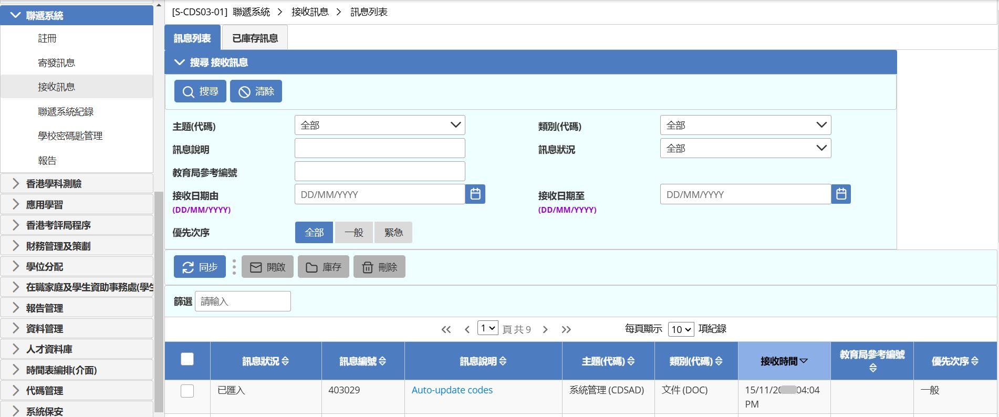 聯遞系統
註冊
寄發訊息
接收訊息
聯遞系統紀錄
學校密碼匙管理
報告
香港學科測驗
應用學習
香港考評局程序
財務管理及策劃
學位分配
在職家庭及學生資助事務處(學生
報告管理
資料管理
人才資料庫
時間表編排(介面)
代碼管理
系統保安
[S-CDS03-01] 聯遞系統 > 接收訊息 > 訊息列表
訊息列表 已庫存訊息
搜尋 接收訊息
搜尋 清除
主題(代碼) 全部 類別(代碼) 全部
訊息說明 訊息狀況 全部
教育局參考編號
接收日期由 DD/MM/YYYY 接收日期至 DD/MM/YYYY
(DD/MM/YYYY) (DD/MM/YYYY)
優先次序 全部 一般 緊急
同步 開啟 庫存 刪除
篩選 請輸入
1 頁 共 9 每頁顯示 10 項紀錄
訊息狀況 訊息編號 訊息說明 主題(代碼) 類別(代碼) 接收時間 教育局參考編號 優先次序
已匯入 403029 Auto-update codes 系統管理 (CDSAD) 文件 (DOC) 15/11/20 04:04 一般
PM